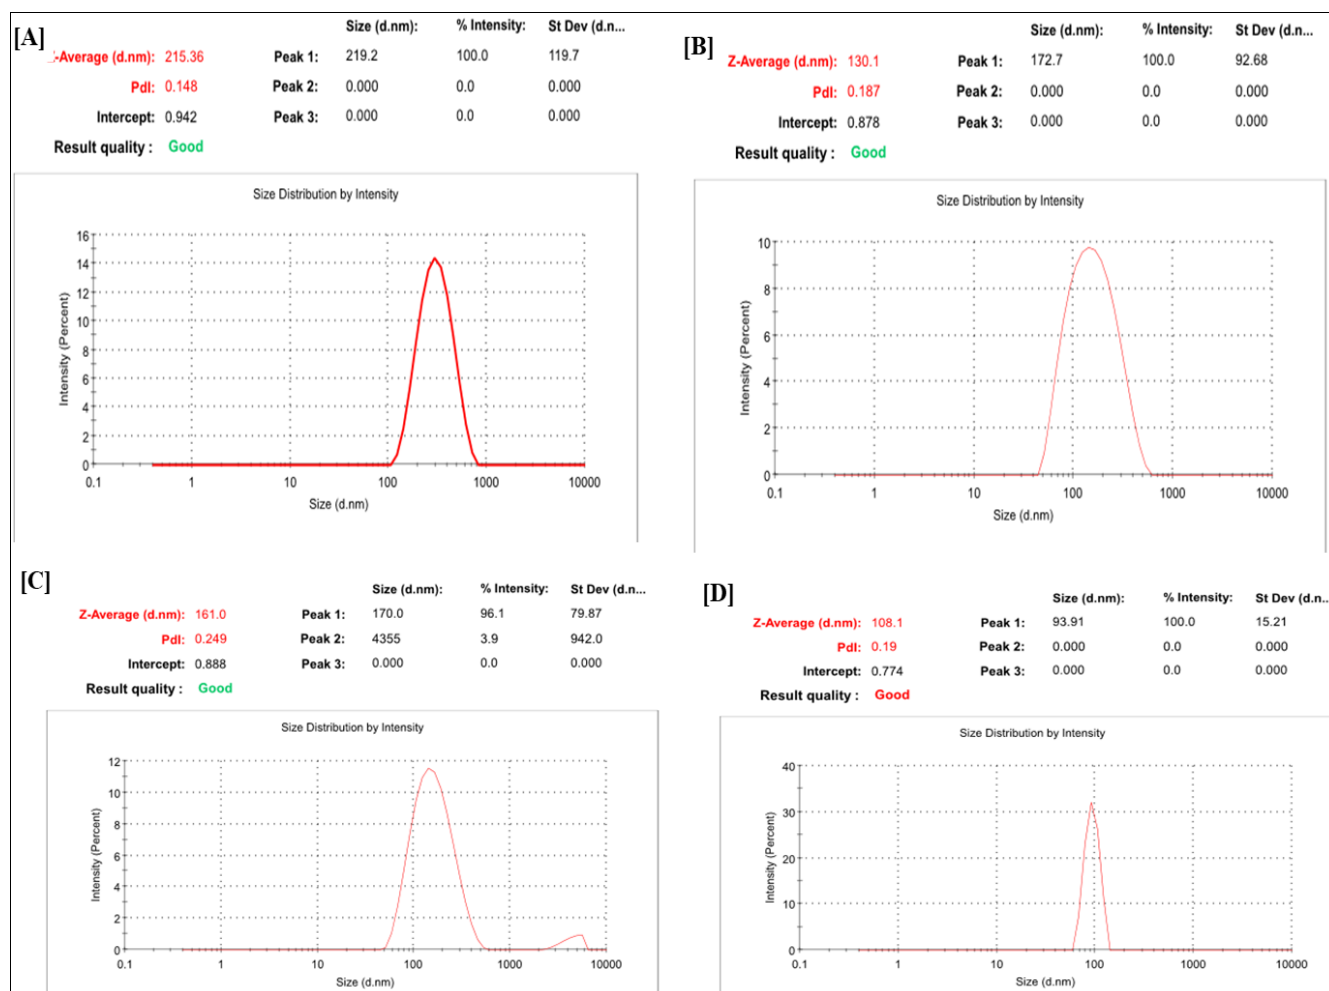 [A]
Size (d.nm): % Intensity: St Dev (d.n...
-Average (d.nm): 215.36 Peak 1: 219.2 100.0 119.7
PdI: 0.148 Peak 2: 0.000 0.0 0.000
Intercept: 0.942 Peak 3: 0.000 0.0 0.000
Result quality : Good
Size Distribution by Intensity
Intensity (Percent)
16
14
12
10
8
6
4
2
0
0.1 1 10 100 1000 10000
Size (d.nm)
[B]
Size (d.nm): % Intensity: St Dev (d.n...
Z-Average (d.nm): 130.1 Peak 1: 172.7 100.0 92.68
PdI: 0.187 Peak 2: 0.000 0.0 0.000
Intercept: 0.878 Peak 3: 0.000 0.0 0.000
Result quality : Good
Size Distribution by Intensity
Intensity (Percent)
10
8
6
4
2
0
0.1 1 10 100 1000 10000
Size (d.nm)
[C]
Size (d.nm): % Intensity: St Dev (d.n...
Z-Average (d.nm): 161.0 Peak 1: 170.0 96.1 79.87
PdI: 0.249 Peak 2: 4355 3.9 942.0
Intercept: 0.888 Peak 3: 0.000 0.0 0.000
Result quality : Good
Size Distribution by Intensity
Intensity (Percent)
12
10
8
6
4
2
0
0.1 1 10 100 1000 10000
Size (d.nm)
[D]
Size (d.nm): % Intensity: St Dev (d.n...
Z-Average (d.nm): 108.1 Peak 1: 93.91 100.0 15.21
PdI: 0.19 Peak 2: 0.000 0.0 0.000
Intercept: 0.774 Peak 3: 0.000 0.0 0.000
Result quality : Good
Size Distribution by Intensity
Intensity (Percent)
40
30
20
10
0
0.1 1 10 100 1000 10000
Size (d.nm)